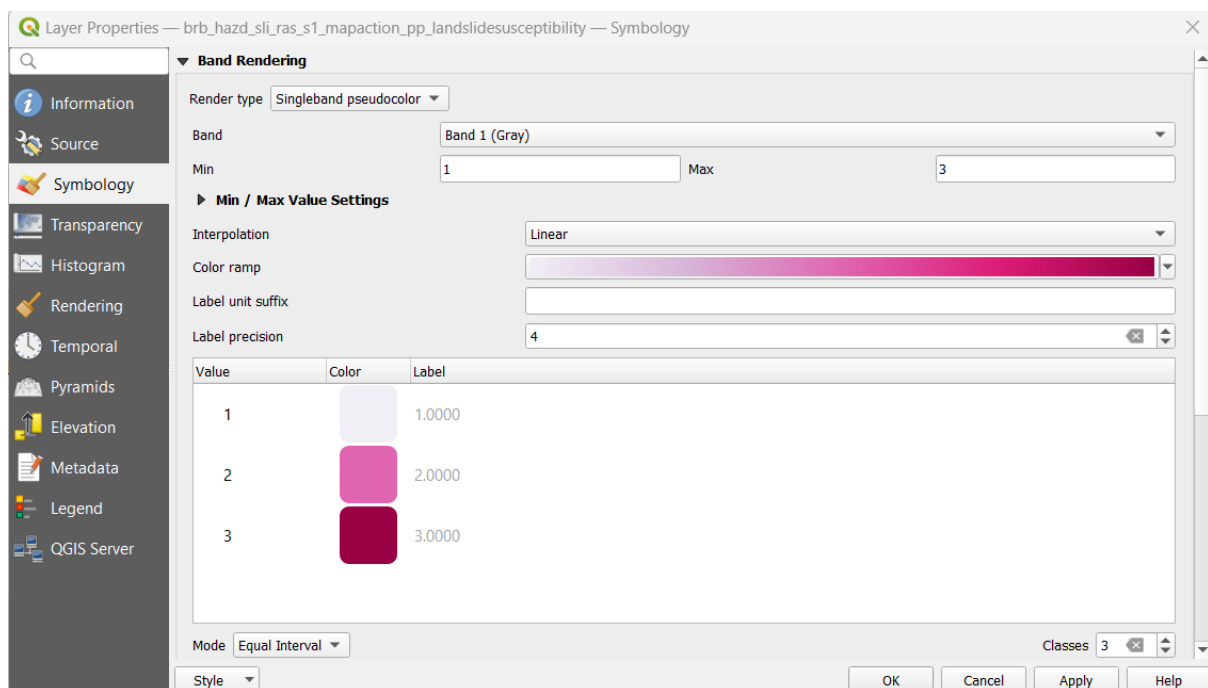 Layer Properties — brb_hazd_sli_ras_s1_mapaction_pp_landslidesusceptibility — Symbology
Information
Source
Symbology
Transparency
Histogram
Rendering
Temporal
Pyramids
Elevation
Metadata
Legend
QGIS Server
Band Rendering
Render type Singleband pseudocolor
Band Band 1 (Gray)
Min 1 Max 3
Min / Max Value Settings
Interpolation Linear
Color ramp
Label unit suffix
Label precision 4
Value Color Label
1 1.0000
2 2.0000
3 3.0000
Mode Equal Interval Classes 3
Style OK Cancel Apply Help